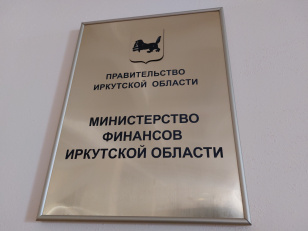 ПРАВИТЕЛЬСТВО
ИРКУТСКОЙ ОБЛАСТИ
МИНИСТЕРСТВО
ФИНАНСОВ
ИРКУТСКОЙ ОБЛАСТИ